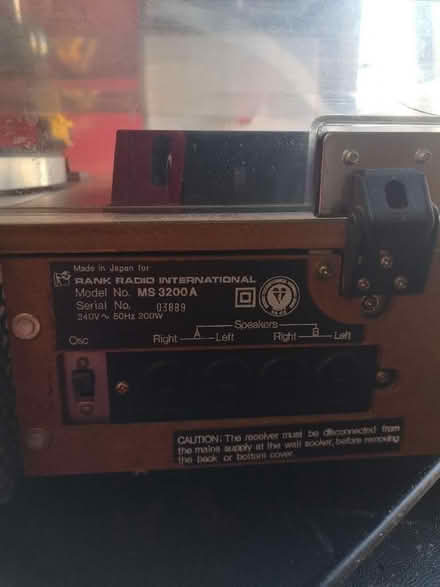 Made in Japan for
RANK RADIO INTERNATIONAL
Model No. MS 3200A
Serial No. 03889
240V~ 50Hz 200W
Speakers
Osc Right A Left Right B Left
CAUTION: The receiver must be disconnected from
the mains supply at the wall socket, before removing
the back or bottom cover.